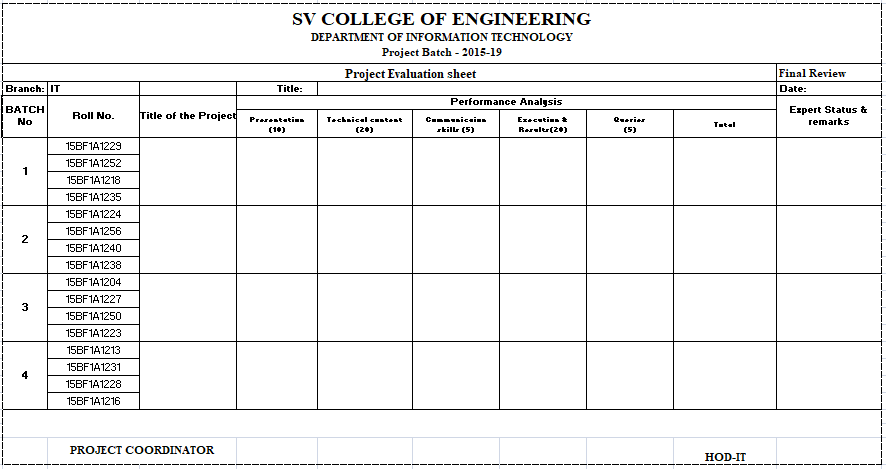 SV COLLEGE OF ENGINEERING
DEPARTMENT OF INFORMATION TECHNOLOGY
Project Batch - 2015-19
Project Evaluation sheet Final Review
Branch: IT Title: Date:
BATCH No Roll No. Title of the Project Performance Analysis Expert Status & remarks
Presentation (10) Technical content (20) Communicaion skills (5) Execution & Results(20) Queries (5) Total
1
15BF1A1229
15BF1A1252
15BF1A1218
15BF1A1235
2
15BF1A1224
15BF1A1256
15BF1A1240
15BF1A1238
3
15BF1A1204
15BF1A1227
15BF1A1250
15BF1A1223
4
15BF1A1213
15BF1A1231
15BF1A1228
15BF1A1216
PROJECT COORDINATOR HOD-IT